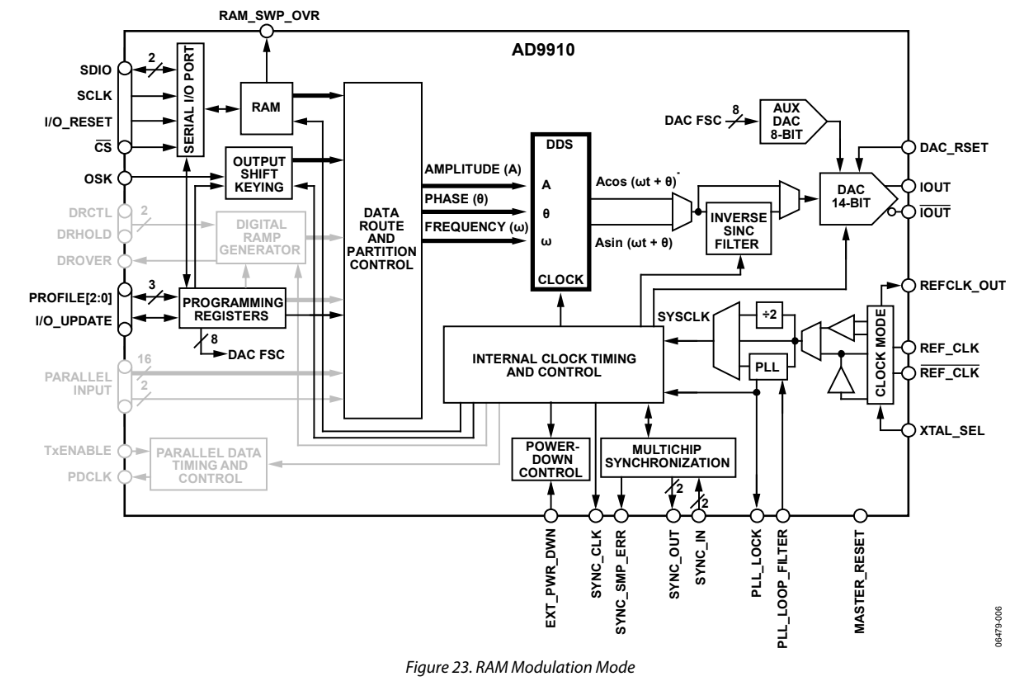 RAM_SWP_OVR
AD9910
SDIO
2
SCLK
I/O_RESET
CS
SERIAL I/O PORT
RAM
OSK
OUTPUT
SHIFT
KEYING
DRCTL
2
DRHOLD
DROVER
DIGITAL
RAMP
GENERATOR
PROFILE[2:0]
3
I/O_UPDATE
PROGRAMMING
REGISTERS
8
DAC FSC
PARALLEL
INPUT
16
2
TxENABLE
PDCLK
PARALLEL DATA
TIMING AND
CONTROL
DATA
ROUTE
AND
PARTITION
CONTROL
AMPLITUDE (A)
PHASE (θ)
FREQUENCY (ω)
DDS
A
θ
ω
CLOCK
Acos (ωt + θ)
Asin (ωt + θ)
INVERSE
SINC
FILTER
DAC FSC
8
AUX
DAC
8-BIT
DAC
14-BIT
DAC_RSET
IOUT
IOUT
REFCLK_OUT
REF_CLK
REF_CLK
XTAL_SEL
CLOCK MODE
SYSCLK
÷2
PLL
INTERNAL CLOCK TIMING
AND CONTROL
POWER-
DOWN
CONTROL
MULTICHIP
SYNCHRONIZATION
2
2
EXT_PWR_DWN
SYNC_CLK
SYNC_SMP_ERR
SYNC_OUT
SYNC_IN
PLL_LOCK
PLL_LOOP_FILTER
MASTER_RESET
06479-006
Figure 23. RAM Modulation Mode